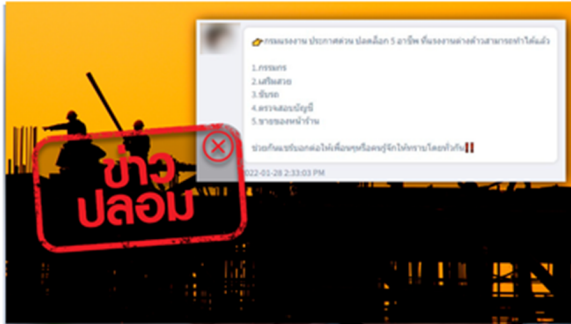 👉กรมแรงงาน ประกาศด่วน ปลดล็อก 5 อาชีพ ที่แรงงานต่างด้าวสามารถทำได้แล้ว
1.กรรมกร
2.เสริมสวย
3.ขับรถ
4.ตรวจสอบบัญชี
5.ขายของหน้าร้าน
ช่วยกันแชร์บอกต่อให้เพื่อนๆหรือคนรู้จักให้ทราบโดยทั่วกัน‼️
022-01-28 2:33:03 PM
ข่าว
ปลอม